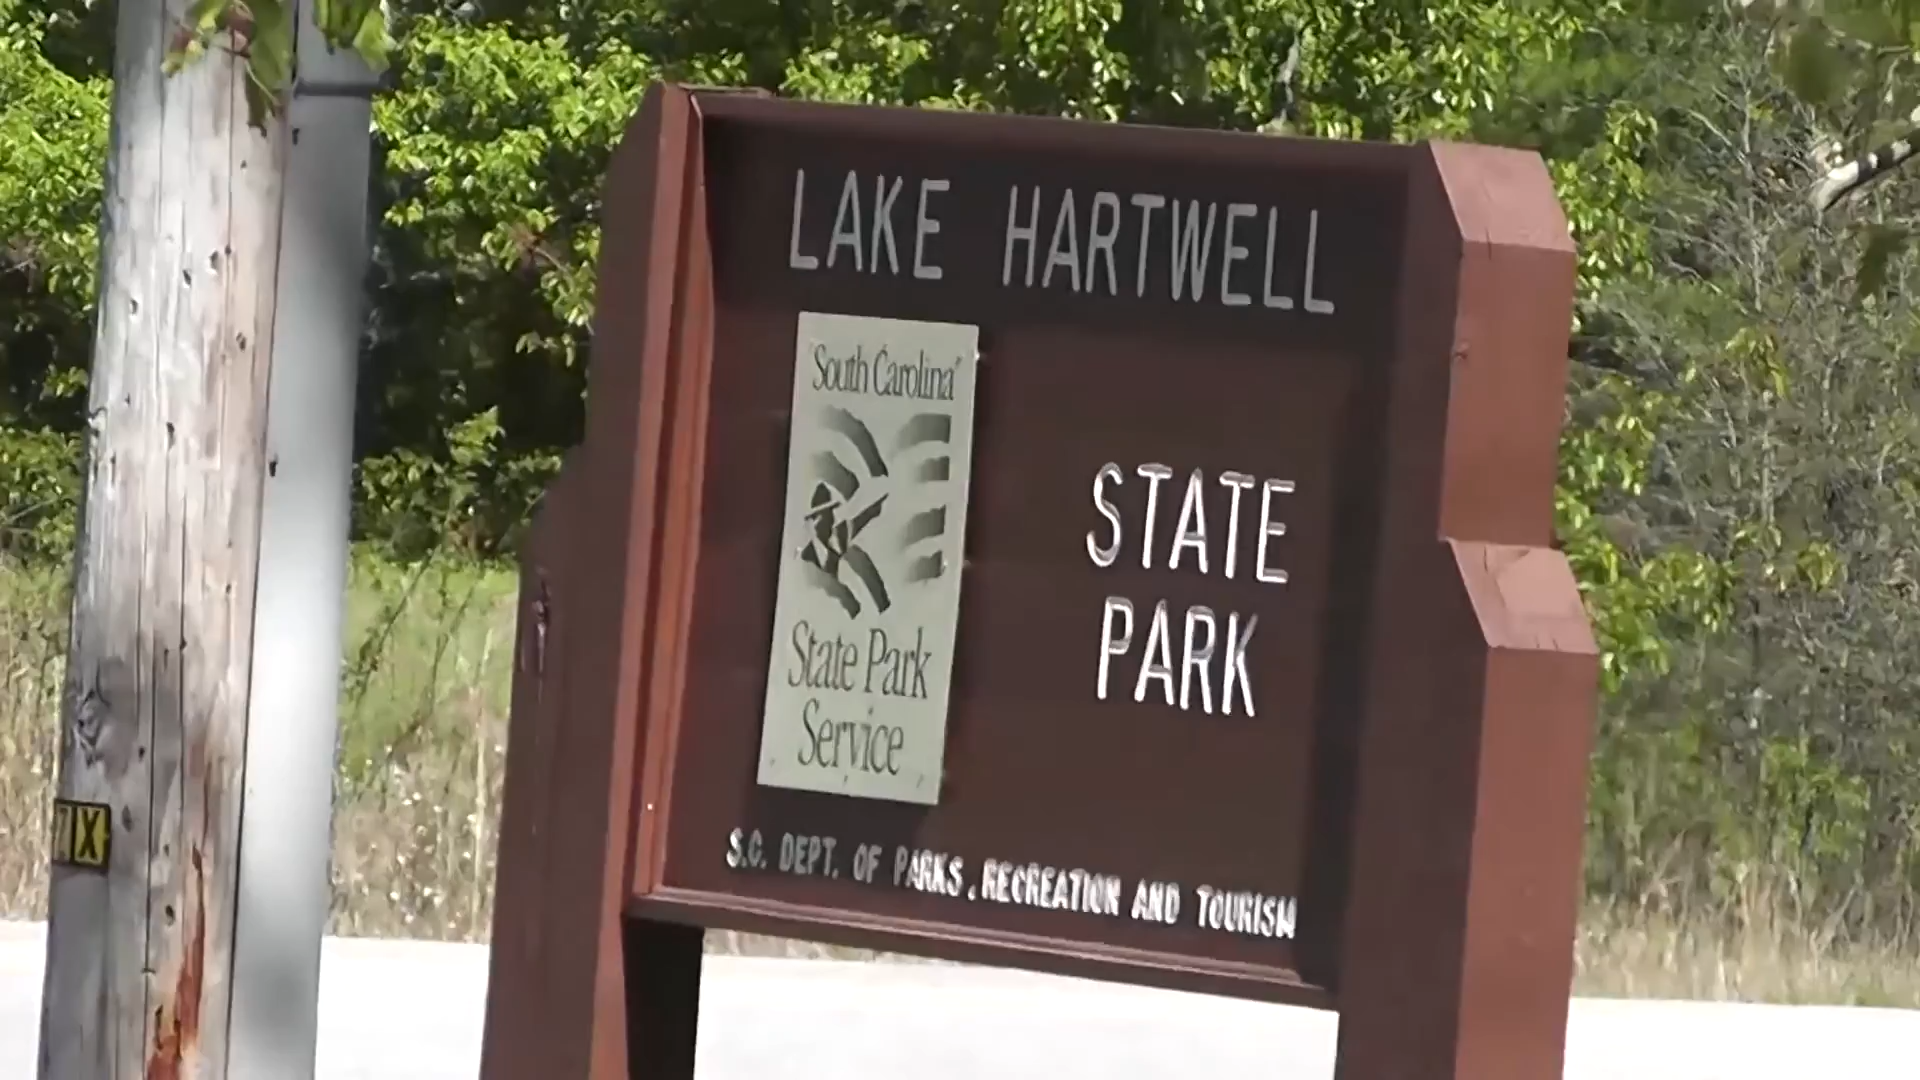 LAKE HARTWELL
South Carolina
State Park
Service
STATE
PARK
S.C. DEPT. OF PARKS, RECREATION AND TOURISM
X